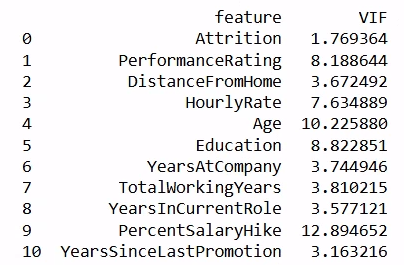 feature VIF
0 Attrition 1.769364
1 PerformanceRating 8.188644
2 DistanceFromHome 3.672492
3 HourlyRate 7.634889
4 Age 10.225880
5 Education 8.822851
6 YearsAtCompany 3.744946
7 TotalWorkingYears 3.810215
8 YearsInCurrentRole 3.577121
9 PercentSalaryHike 12.894652
10 YearsSinceLastPromotion 3.163216